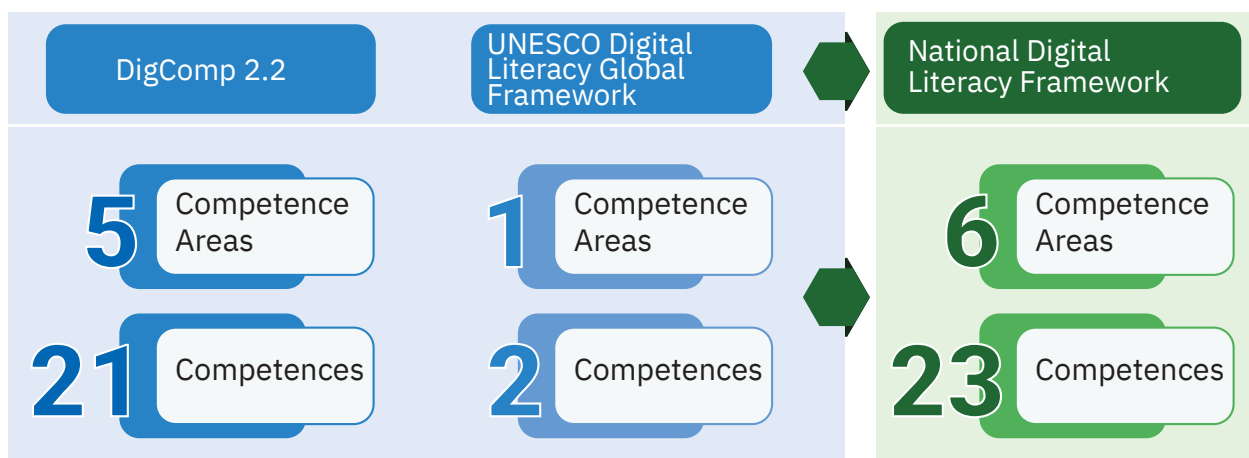 DigComp 2.2
UNESCO Digital
Literacy Global
Framework
National Digital
Literacy Framework
5
Competence
Areas
1
Competence
Areas
6
Competence
Areas
21
Competences
2
Competences
23
Competences